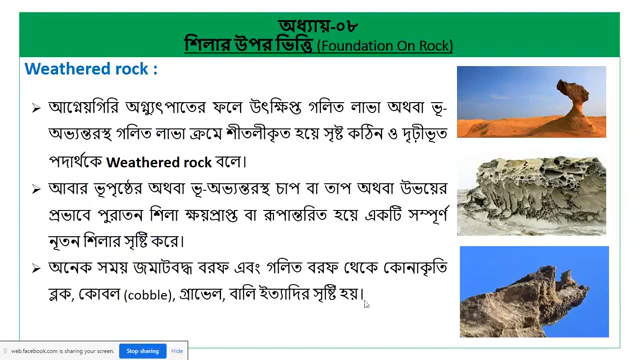 অধ্যায়-০৮
শিলার উপর ভিত্তি (Foundation On Rock)
Weathered rock :
➢ আগ্নেয়গিরি অগ্ন্যুৎপাতের ফলে উৎক্ষিপ্ত গলিত লাভা অথবা ভূ-
অভ্যন্তরস্থ গলিত লাভা ক্রমে শীতলীকৃত হয়ে সৃষ্ট কঠিন ও দৃঢ়ীভূত
পদার্থকে Weathered rock বলে।
➢ আবার ভূপৃষ্ঠের অথবা ভূ-অভ্যন্তরস্থ চাপ বা তাপ অথবা উভয়ের
প্রভাবে পুরাতন শিলা ক্ষয়প্রাপ্ত বা রূপান্তরিত হয়ে একটি সম্পূর্ণ
নূতন শিলার সৃষ্টি করে।
➢ অনেক সময় জমাটবদ্ধ বরফ এবং গলিত বরফ থেকে কোনাকৃতি
ব্লক, কোবল (cobble), গ্রাভেল, বালি ইত্যাদির সৃষ্টি হয়।
web.facebook.com is sharing your screen. Stop sharing Hide